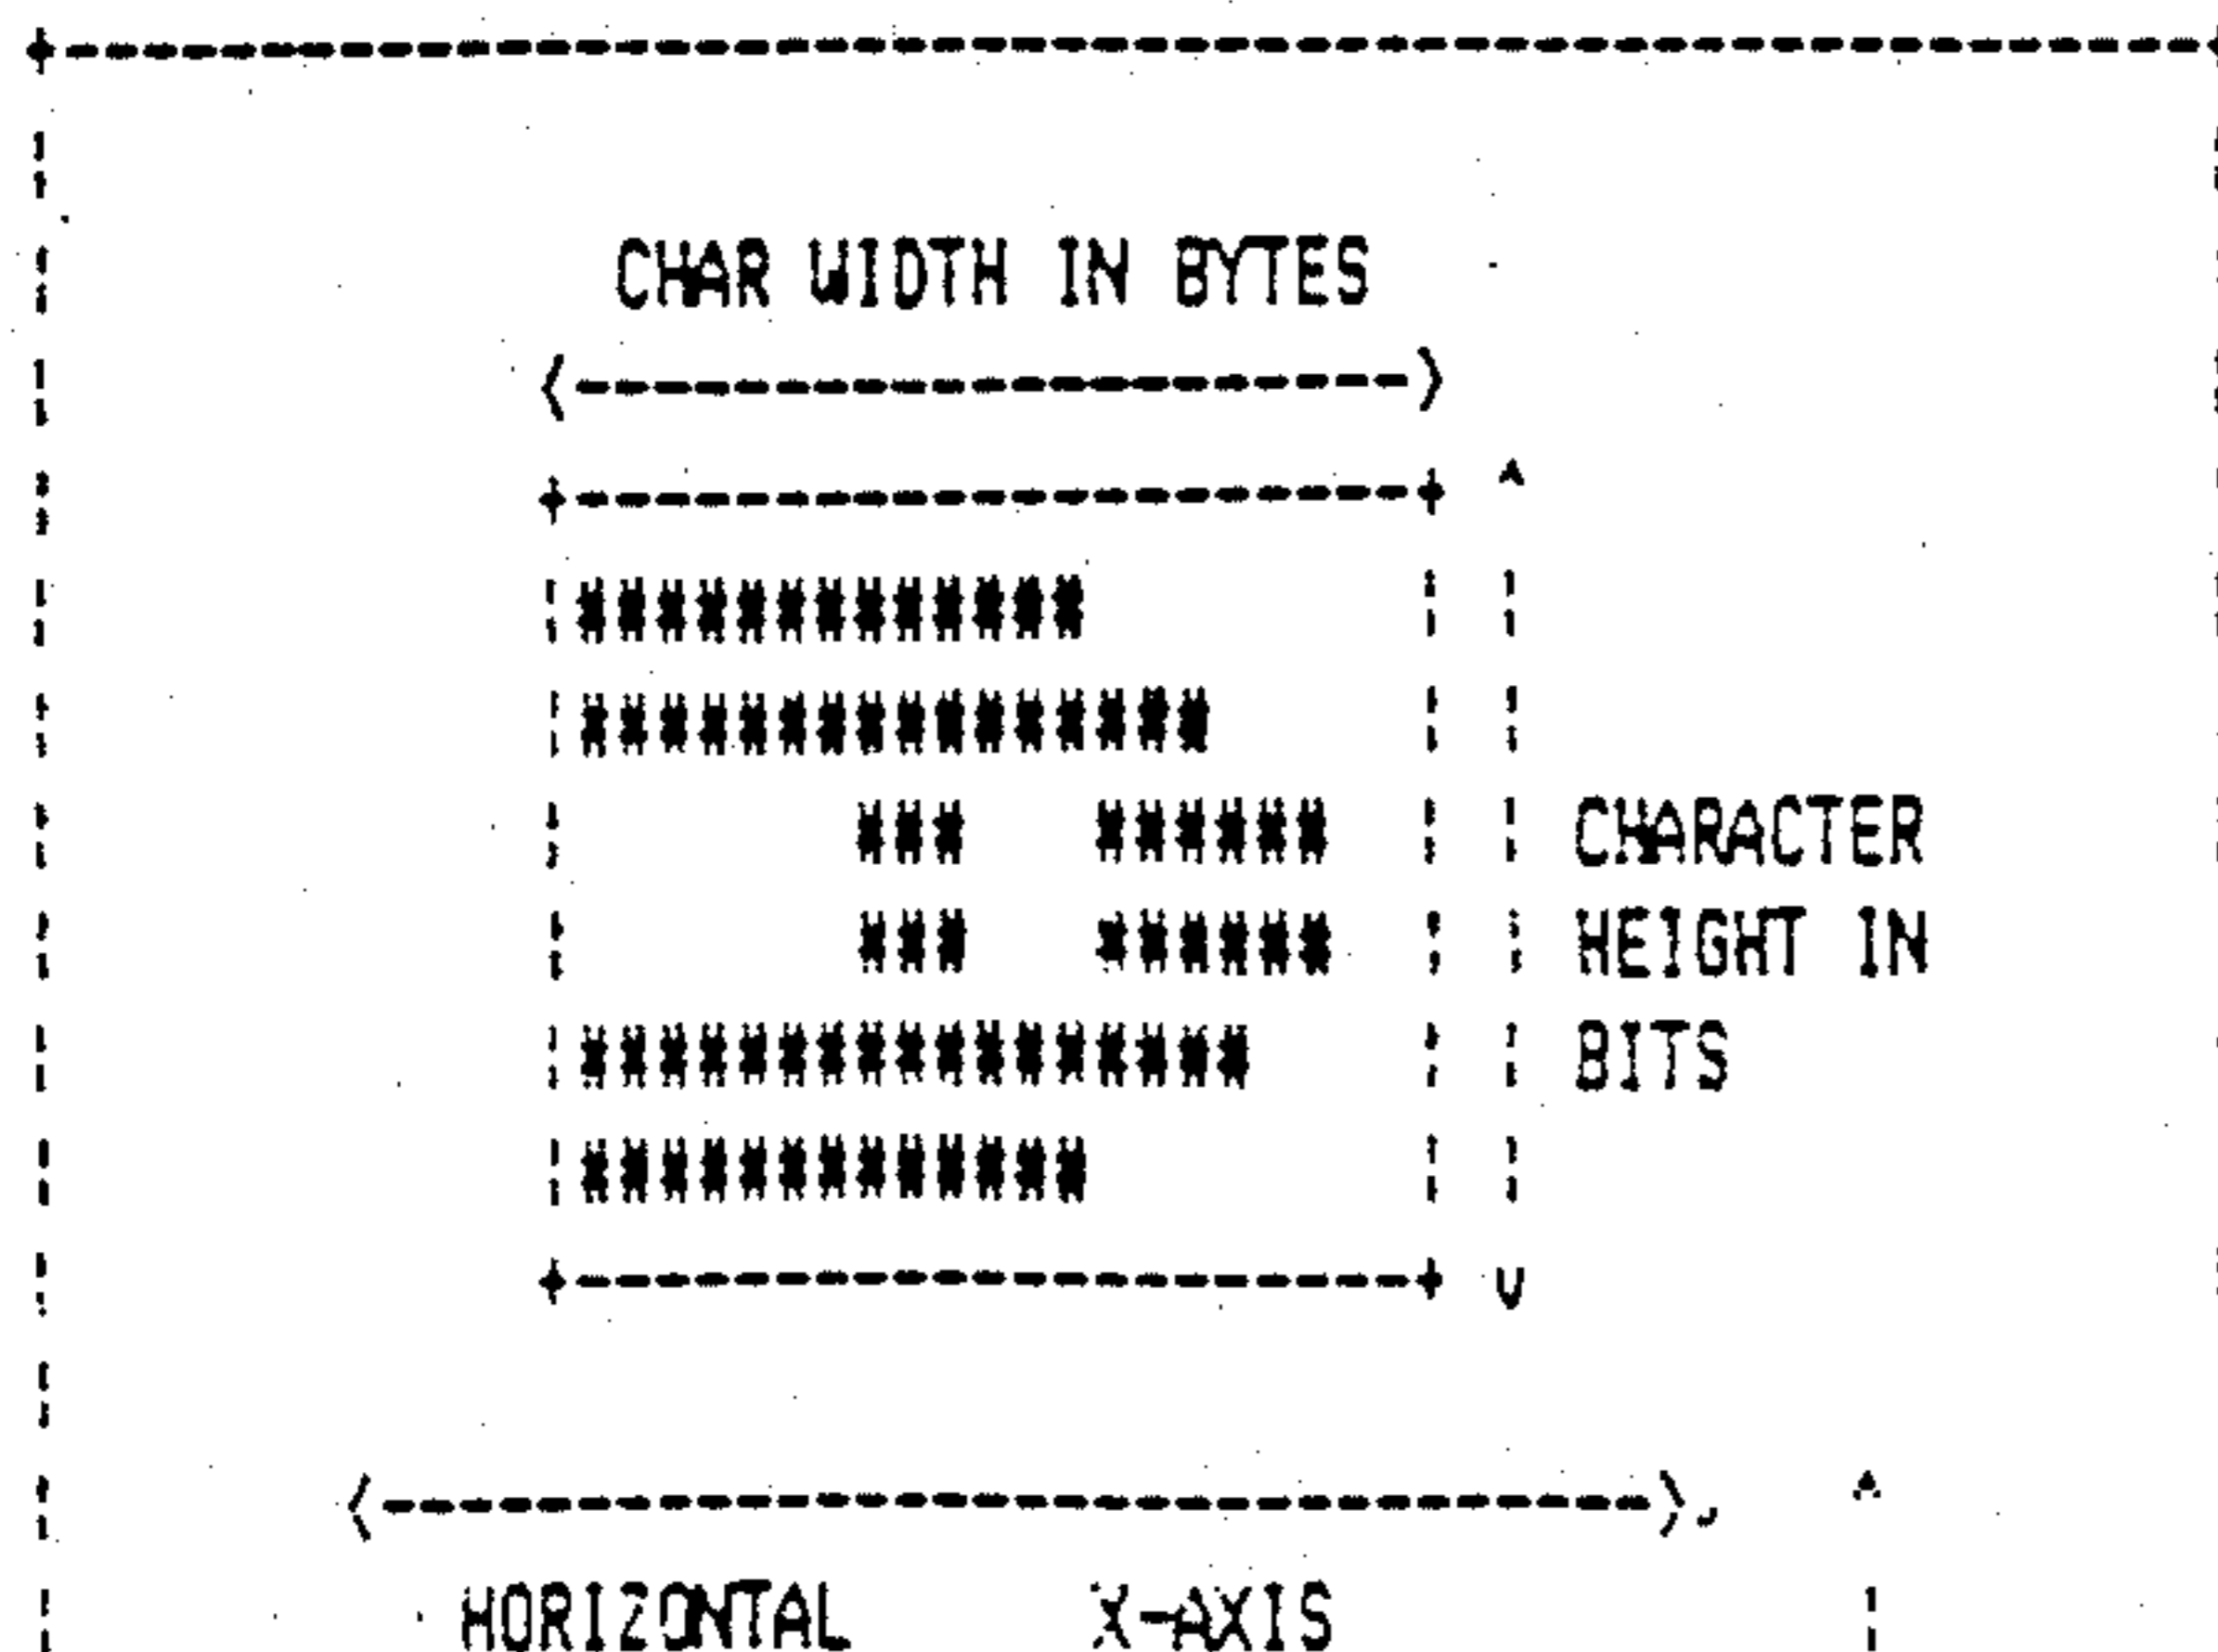 CHAR WIDTH IN BYTES
CHARACTER
HEIGHT IN
BITS
HORIZONTAL X-AXIS